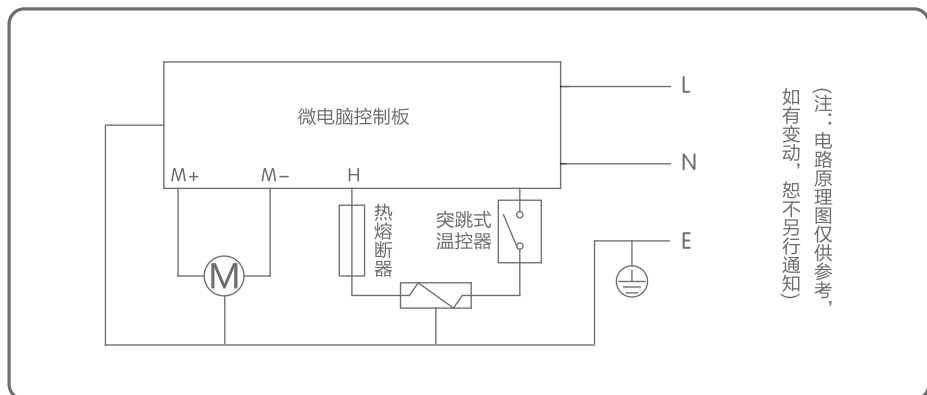 微电脑控制板
M+
M−
H
L
N
E
热熔断器
突跳式
温控器
M
(注：电路原理图仅供参考，
如有变动，恕不另行通知)